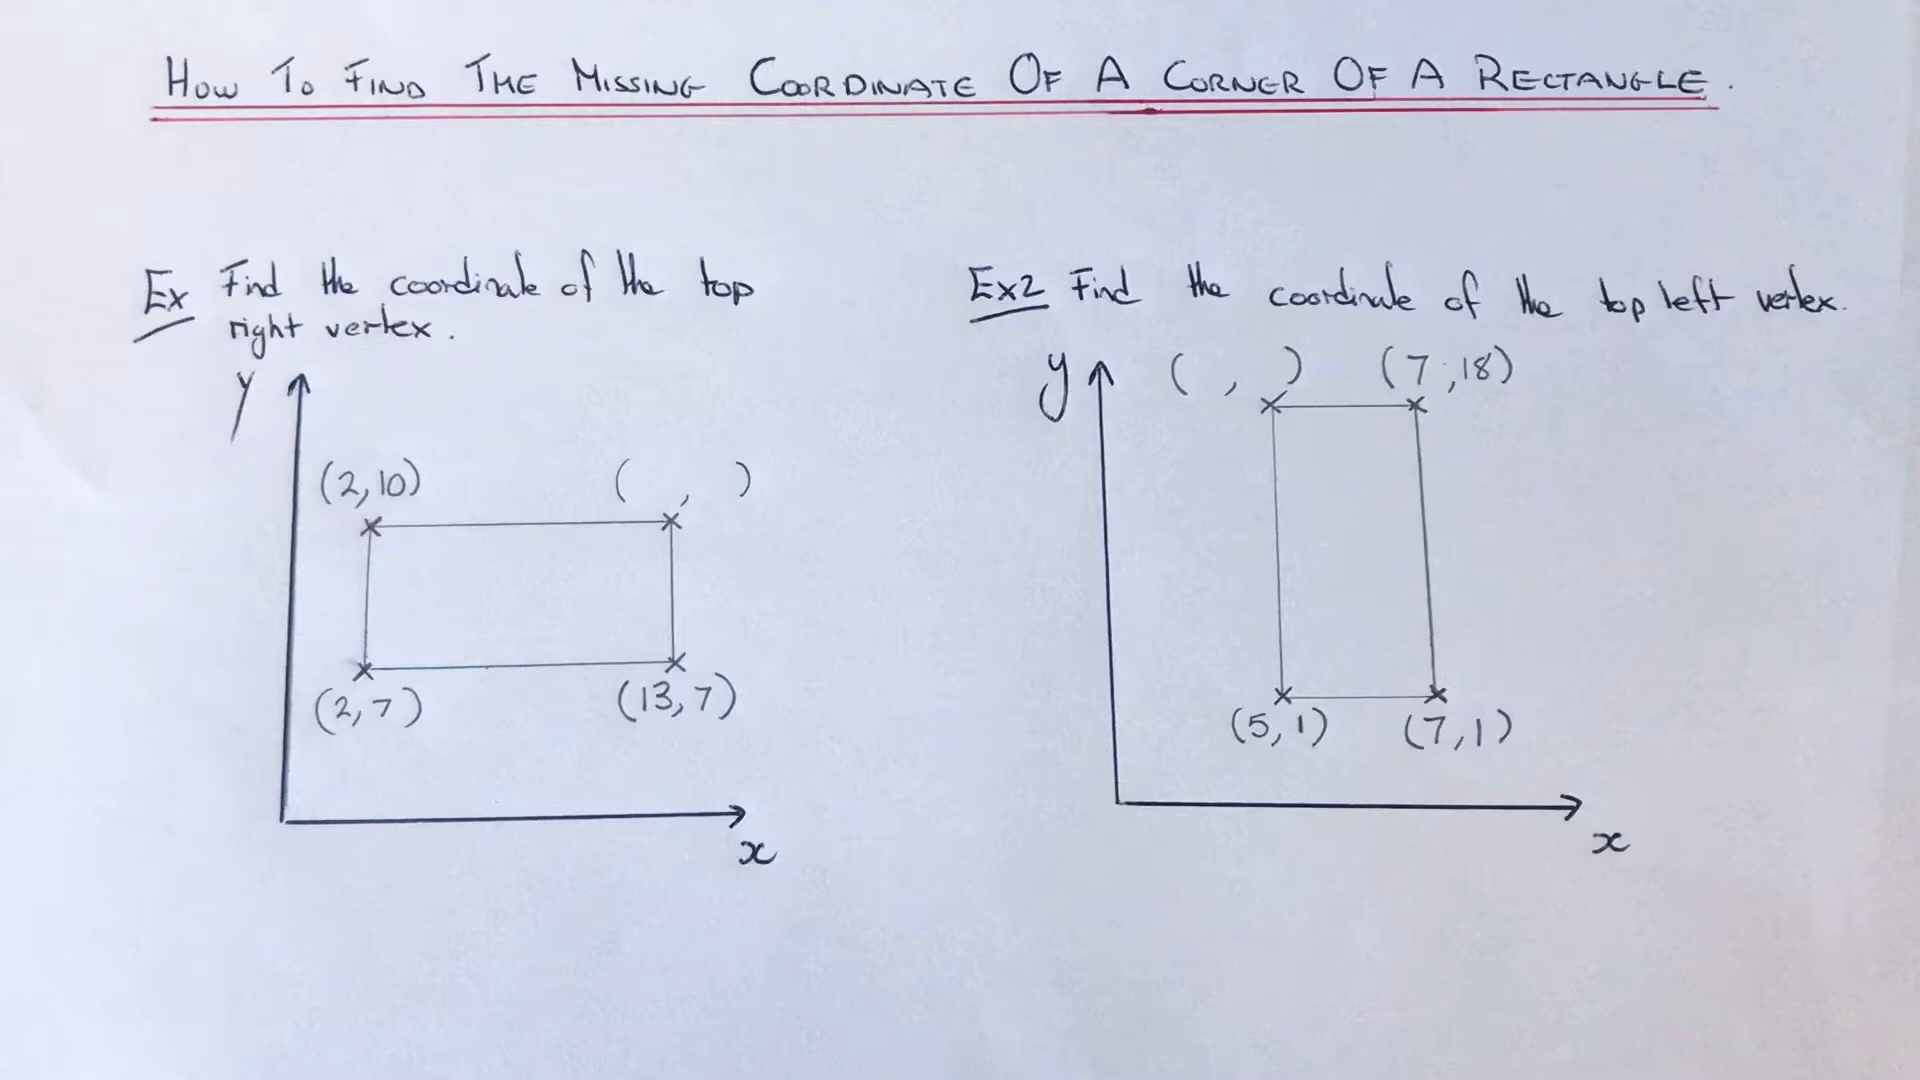 HOW TO FIND THE MISSING COORDINATE OF A CORNER OF A RECTANGLE.
Ex Find the coordinate of the top
right vertex.
y
(2,10) ( , )
(2,7) (13,7)
x
Ex2 Find the coordinate of the top left vertex.
y ( , ) (7,18)
(5,1) (7,1)
x